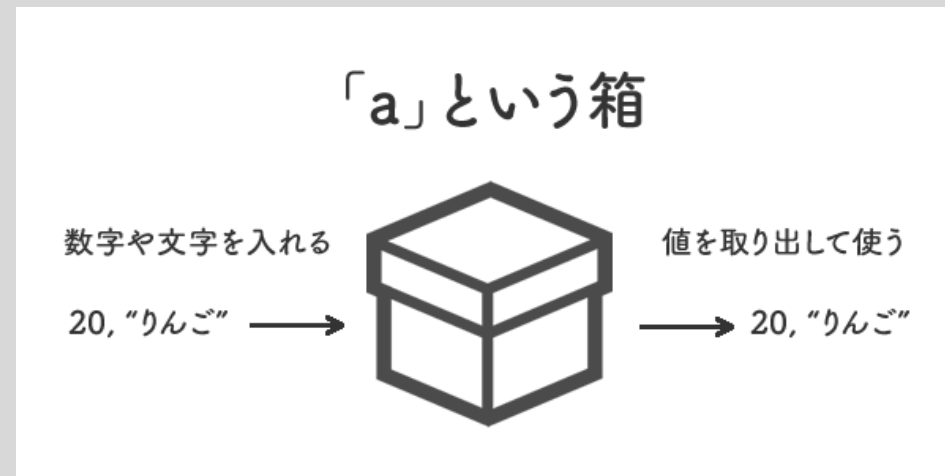 「a」という箱
数字や文字を入れる
値を取り出して使う
20, “りんご”
20, “りんご”